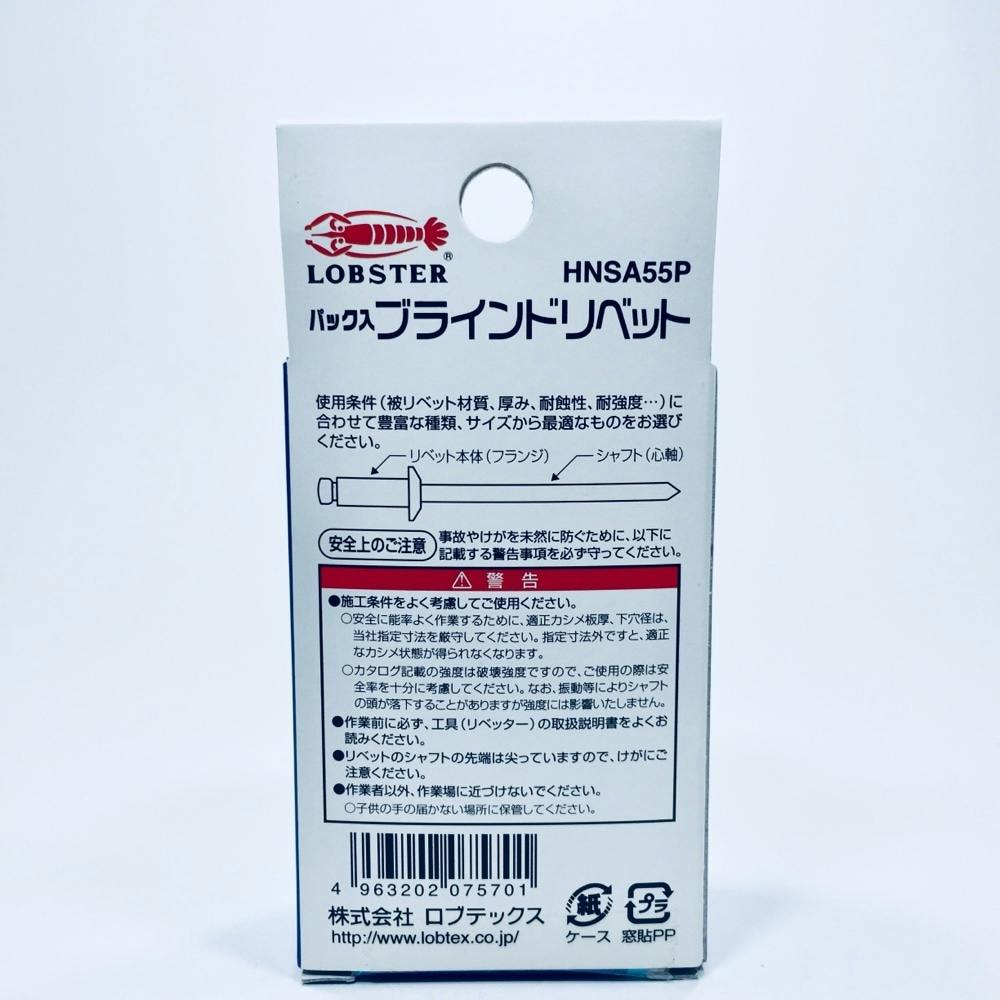 LOBSTER®
HNSA55P
パック入ブラインドリベット
使用条件(被リベット材質、厚み、耐蝕性、耐強度…)に
合わせて豊富な種類、サイズから最適なものをお選び
ください。
リベット本体(フランジ)
シャフト(心軸)
安全上のご注意
事故やけがを未然に防ぐために、以下に
記載する警告事項を必ず守ってください。
⚠ 警告
●施工条件をよく考慮してご使用ください。
○安全に能率よく作業するために、適正カシメ板厚、下穴径は、
当社指定寸法を厳守してください。指定寸法外ですと、適正
なカシメ状態が得られなくなります。
○カタログ記載の強度は破壊強度ですので、ご使用の際は安
全率を十分に考慮してください。なお、振動等によりシャフト
の頭が落下することがありますが強度には影響いたしません。
●作業前に必ず、工具(リベッター)の取扱説明書をよくお
読みください。
●リベットのシャフトの先端は尖っていますので、けがにご
注意ください。
●作業者以外、作業場に近づけないでください。
○子供の手の届かない場所に保管してください。
4 963202 075701
株式会社 ロブテックス
http://www.lobtex.co.jp/
紙
ケース
プラ
窓貼PP